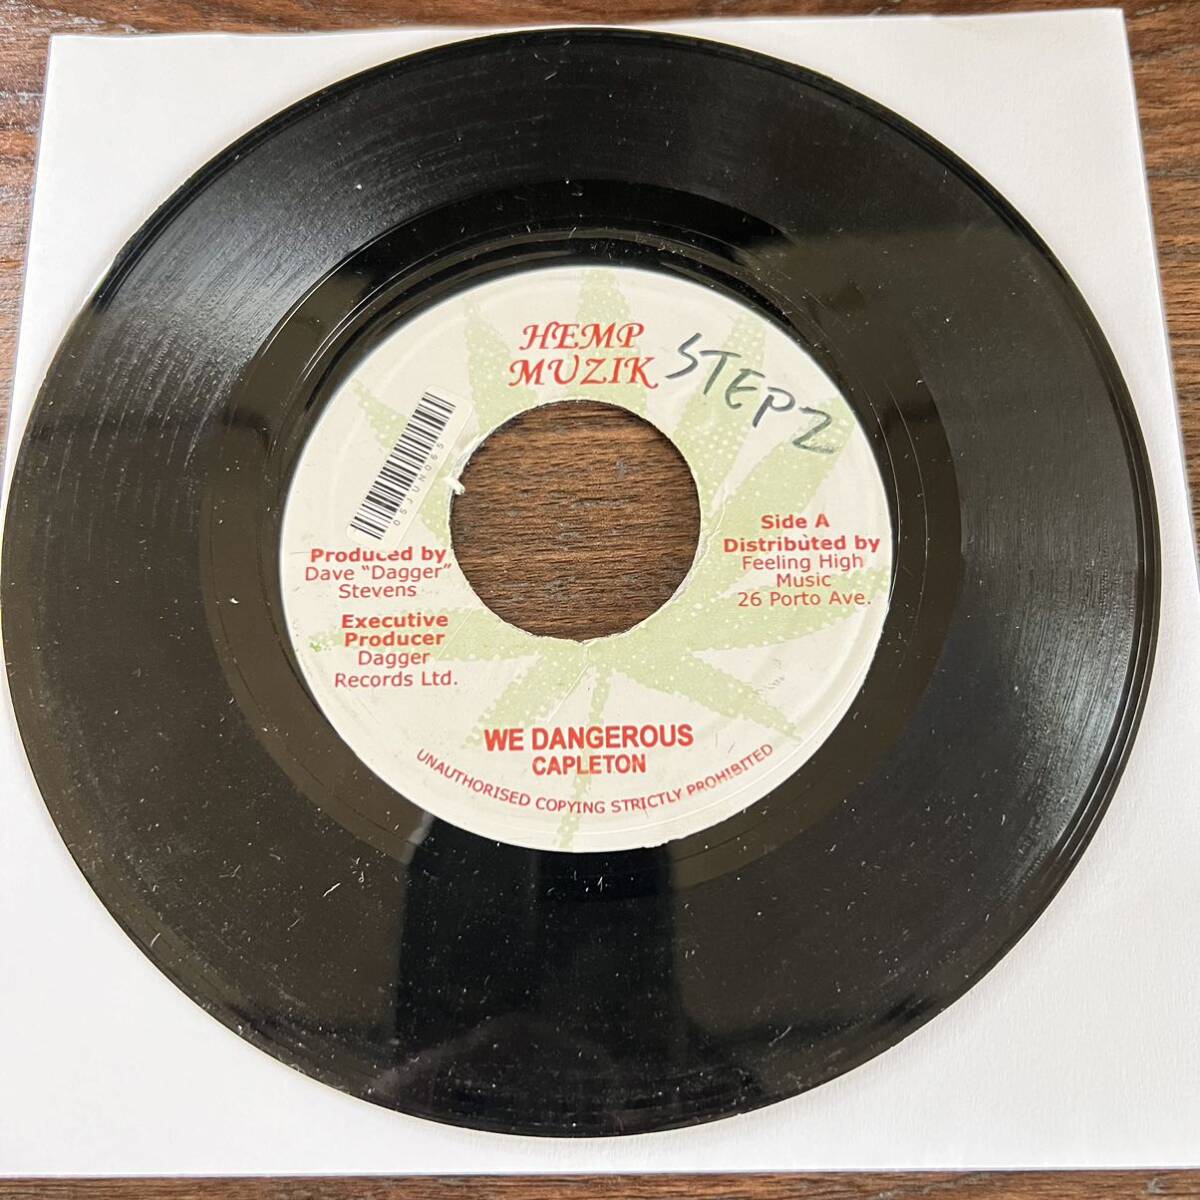 HEMP
MUZIK
STEPZ
05JUN065
Produced by
Dave "Dagger"
Stevens
Executive
Producer
Dagger
Records Ltd.
Side A
Distributed by
Feeling High
Music
26 Porto Ave.
WE DANGEROUS
CAPLETON
UNAUTHORISED COPYING STRICTLY PROHIBITED